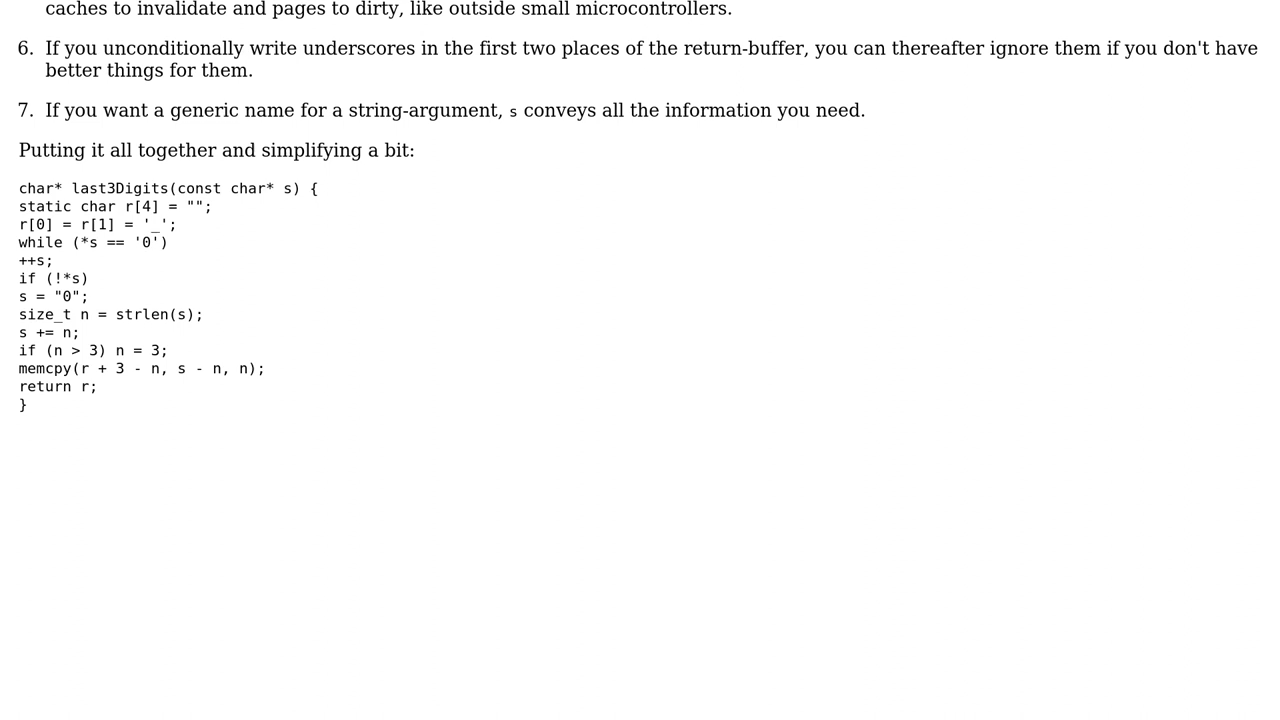 caches to invalidate and pages to dirty, like outside small microcontrollers.
6. If you unconditionally write underscores in the first two places of the return-buffer, you can thereafter ignore them if you don't have
better things for them.
7. If you want a generic name for a string-argument, s conveys all the information you need.
Putting it all together and simplifying a bit:
char* last3Digits(const char* s) {
static char r[4] = "";
r[0] = r[1] = '_';
while (*s == '0')
++s;
if (!*s)
s = "0";
size_t n = strlen(s);
s += n;
if (n > 3) n = 3;
memcpy(r + 3 - n, s - n, n);
return r;
}